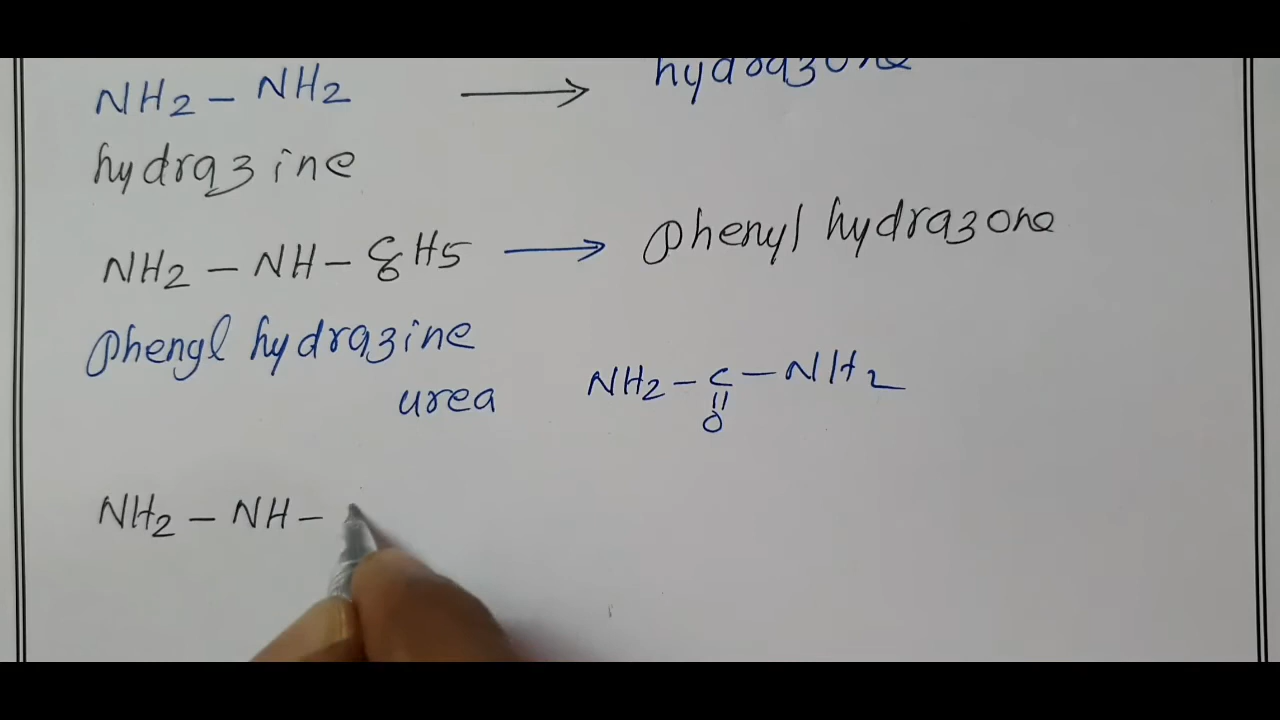 NH2 - NH2 → hydrazone
hydrazine
NH2 - NH - C6H5 → phenyl hydrazone
phenyl hydrazine
urea NH2 - C - NH2
||
O
NH2 - NH -